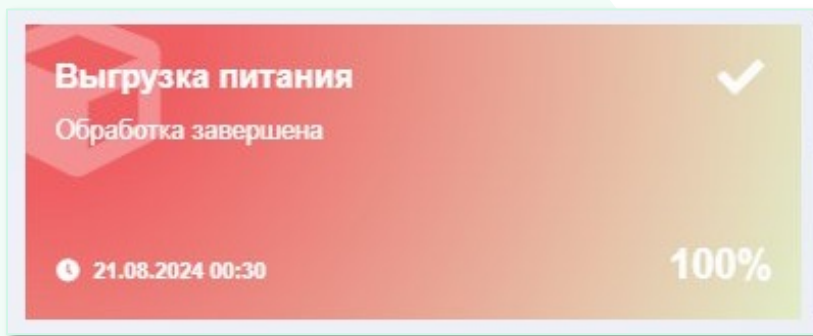 Выгрузка питания
Обработка завершена
21.08.2024 00:30
100%